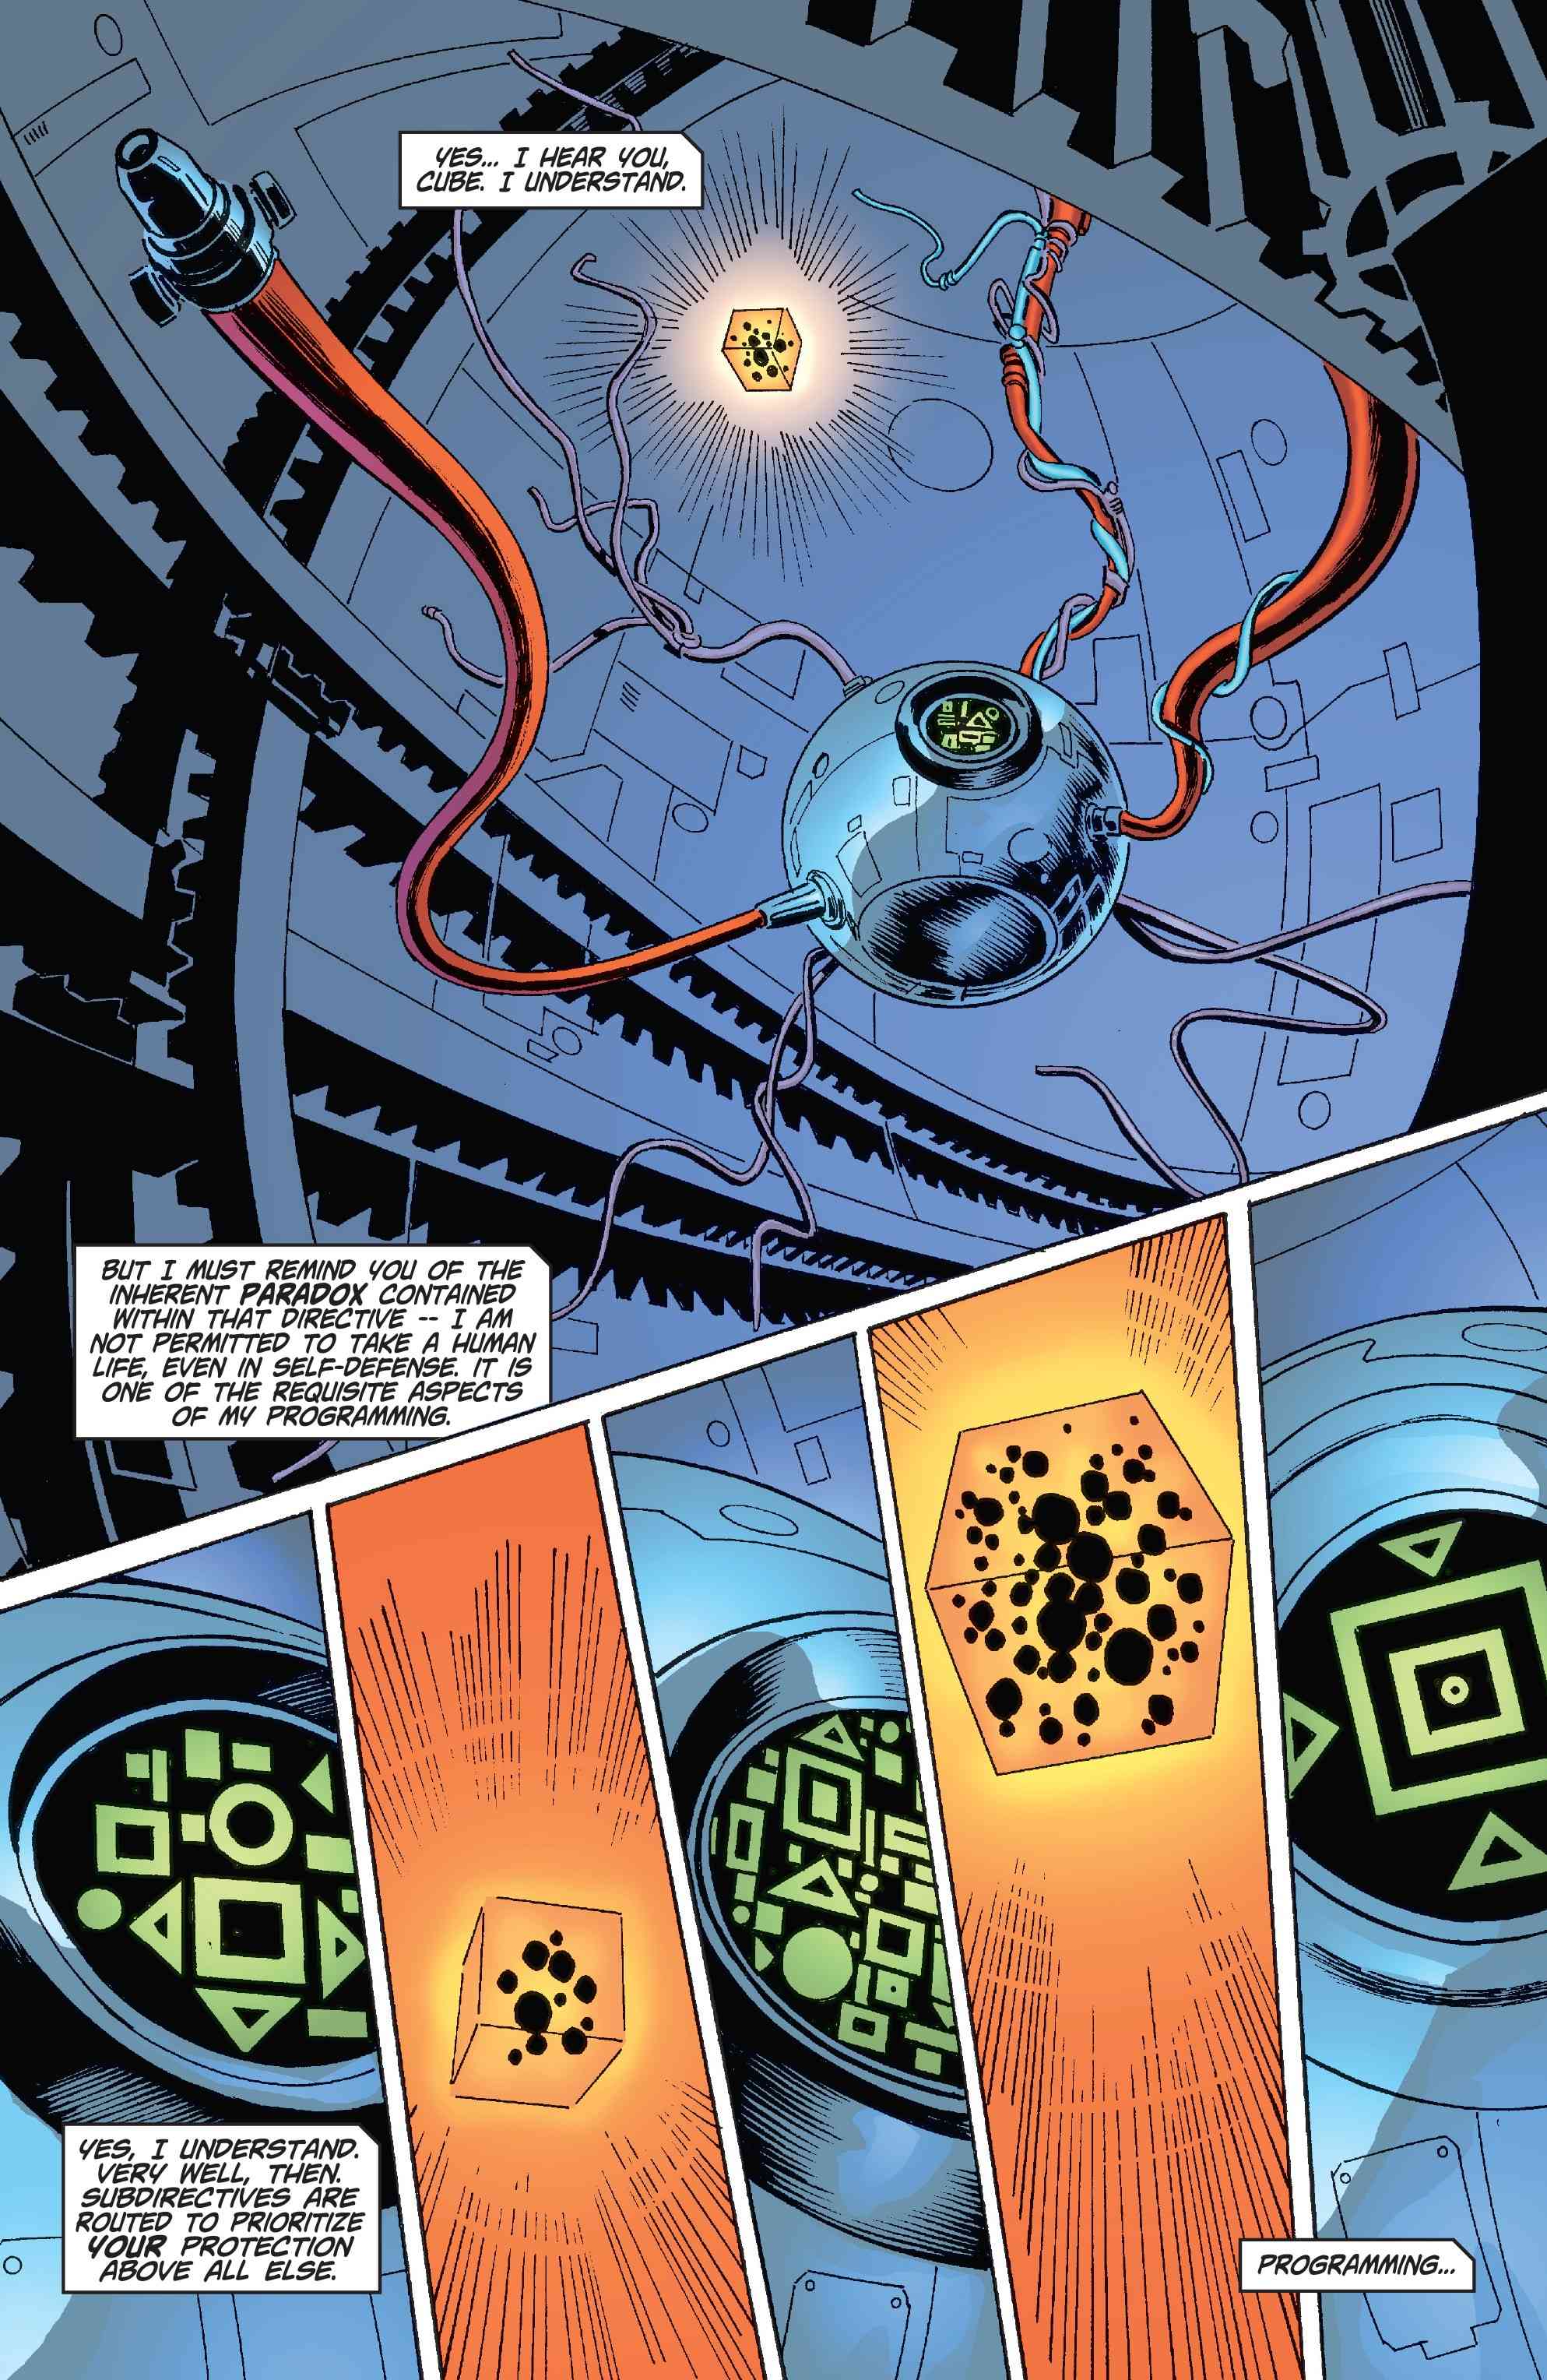 YES... I HEAR YOU,
CUBE. I UNDERSTAND.
BUT I MUST REMIND YOU OF THE
INHERENT PARADOX CONTAINED
WITHIN THAT DIRECTIVE -- I AM
NOT PERMITTED TO TAKE A HUMAN
LIFE, EVEN IN SELF-DEFENSE. IT IS
ONE OF THE REQUISITE ASPECTS
OF MY PROGRAMMING.
YES, I UNDERSTAND.
VERY WELL, THEN.
SUBDIRECTIVES ARE
ROUTED TO PRIORITIZE
YOUR PROTECTION
ABOVE ALL ELSE.
PROGRAMMING...